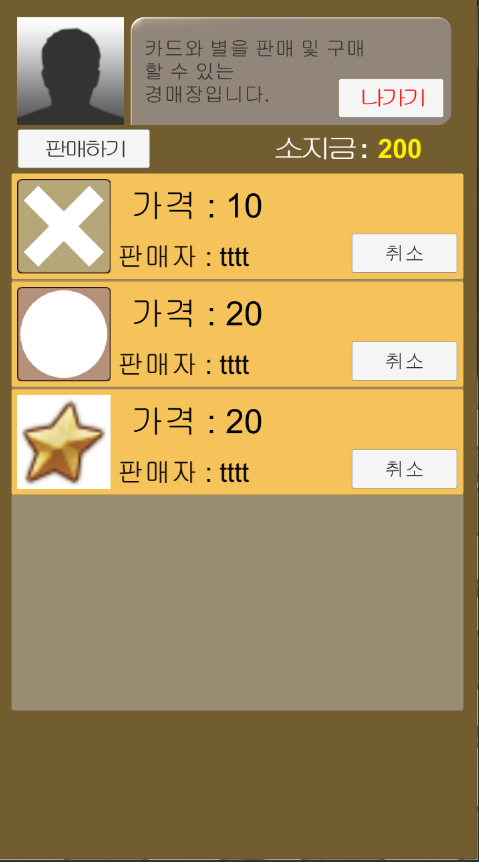 카드와 별을 판매 및 구매
할 수 있는
경매장입니다.
나가기
판매하기
소지금: 200
가격 : 10
판매자 : tttt
취소
가격 : 20
판매자 : tttt
취소
가격 : 20
판매자 : tttt
취소